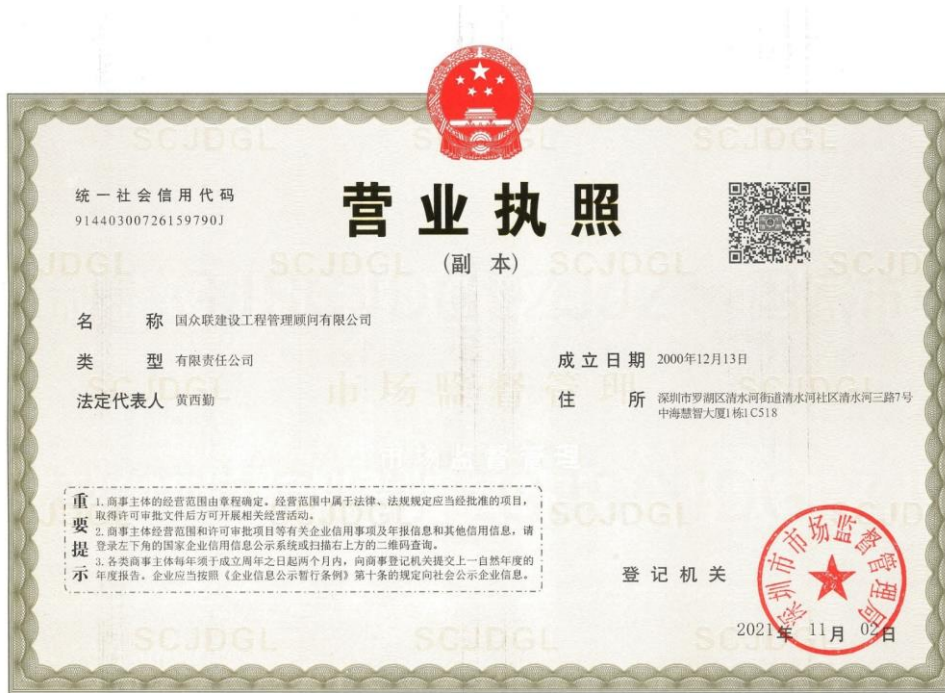 统一社会信用代码
91440300726159790J
营业执照
(副 本)
名 称 国众联建设工程管理顾问有限公司
类 型 有限责任公司
成立日期 2000年12月13日
法定代表人 黄西勤
住 所 深圳市罗湖区清水河街道清水河社区清水河三路7号
中海慧智大厦1栋1C518
重要提示
1.商事主体的经营范围由章程确定。经营范围中属于法律、法规规定应当经批准的项目,
取得许可审批文件后方可开展相关经营活动。
2.商事主体经营范围和许可审批项目等有关企业信用事项及年报信息和其他信用信息,请
登录左下角的国家企业信用信息公示系统或扫描右上方的二维码查询。
3.各类商事主体每年须于成立周年之日起两个月内,向商事登记机关提交上一自然年度的
年度报告。企业应当按照《企业信息公示暂行条例》第十条的规定向社会公示企业信息。
登记机关
深圳市市场监督管理局
2021年 11月 02日
SCJDGL
市场监督管理